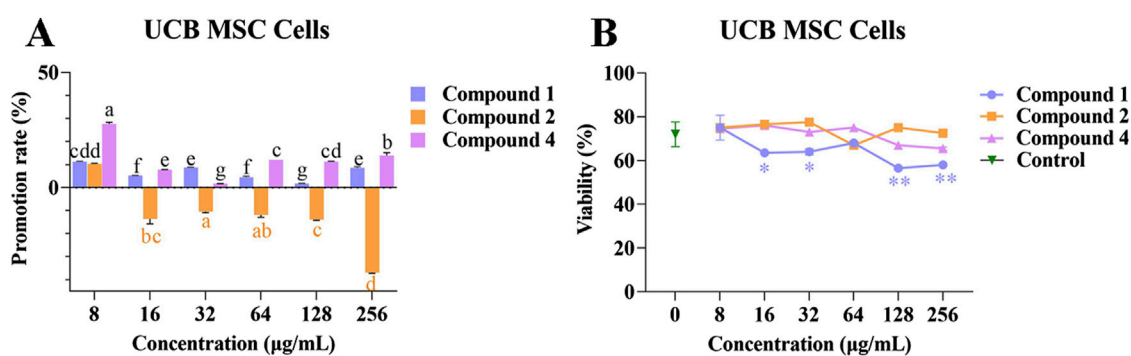 A
UCB MSC Cells
Promotion rate (%)
50
0
cdd
a
f
e
e
g
f
c
g
cd
e
b
bc
a
ab
c
d
8 16 32 64 128 256
Concentration (µg/mL)
Compound 1
Compound 2
Compound 4
B
UCB MSC Cells
Viability (%)
100
80
60
40
20
0
* * ** **
0 8 16 32 64 128 256
Concentration (µg/mL)
Compound 1
Compound 2
Compound 4
Control